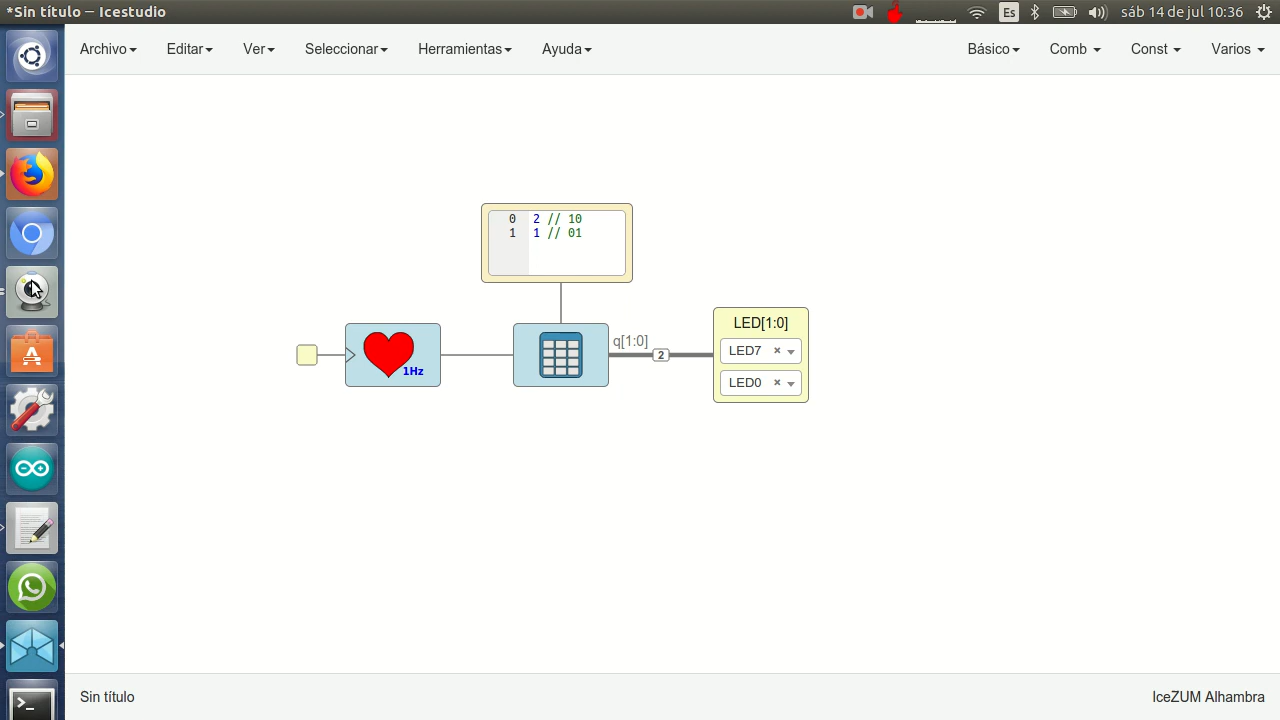 *Sin título – Icestudio
Es
sáb 14 de jul 10:36
Archivo Editar Ver Seleccionar Herramientas Ayuda
Básico Comb Const Varios
0 2 // 10
1 1 // 01
1Hz
q[1:0]
2
LED[1:0]
LED7 ×
LED0 ×
Sin título
IceZUM Alhambra